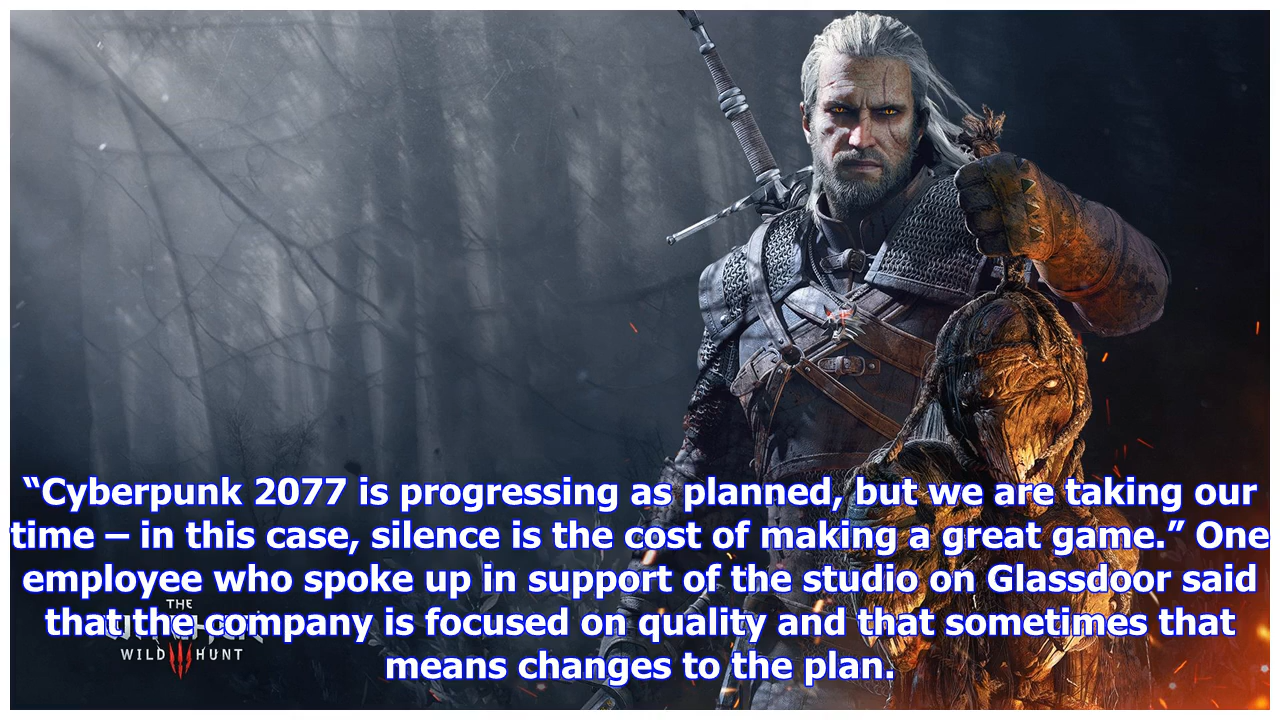 “Cyberpunk 2077 is progressing as planned, but we are taking our
time – in this case, silence is the cost of making a great game.” One
employee who spoke up in support of the studio on Glassdoor said
that the company is focused on quality and that sometimes that
means changes to the plan.
THE
WITCHER
WILD HUNT